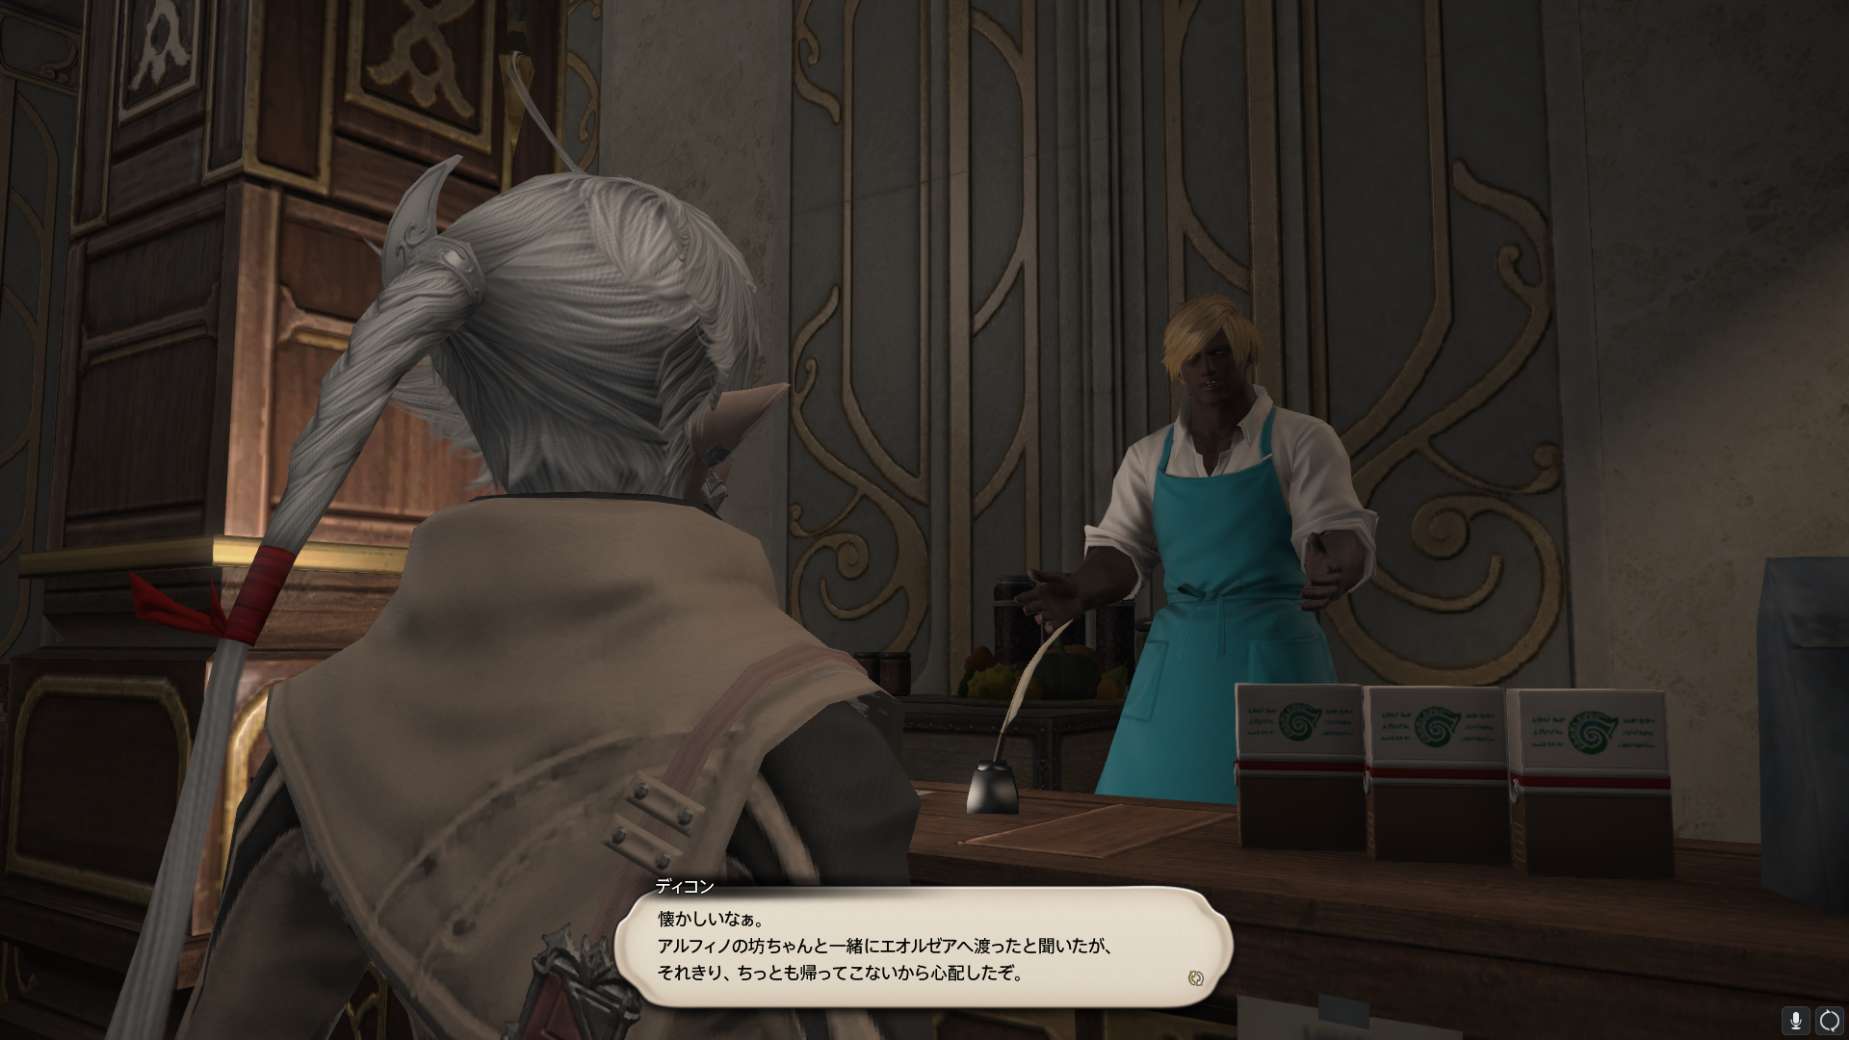 ディコン
懐かしいなぁ。
アルフィノの坊ちゃんと一緒にエオルゼアへ渡ったと聞いたが、
それきり、ちっとも帰ってこないから心配したぞ。